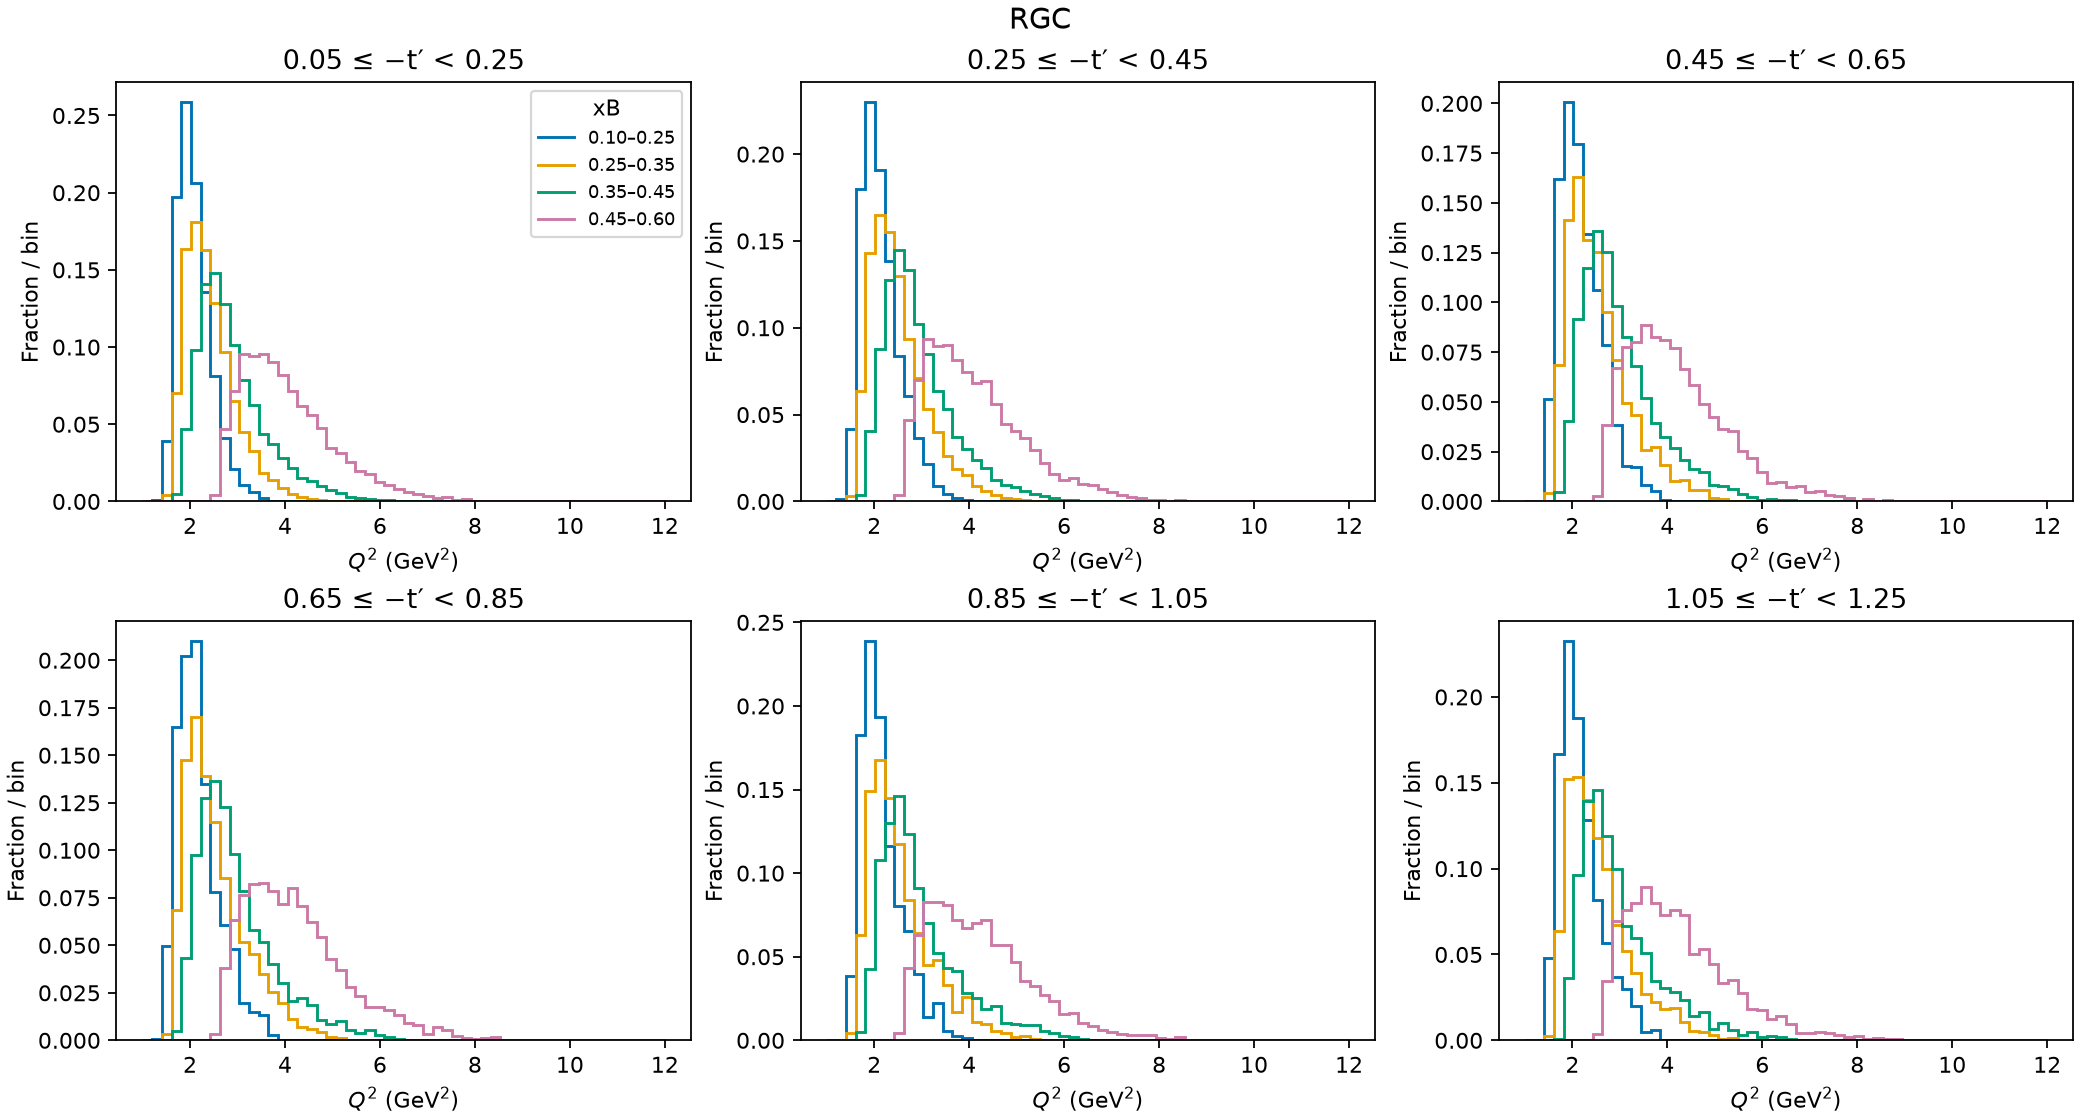 RGC
0.05 ≤ −t′ < 0.25
Fraction / bin
0.25
0.20
0.15
0.10
0.05
0.00
2 4 6 8 10 12
Q² (GeV²)
xB
0.10–0.25
0.25–0.35
0.35–0.45
0.45–0.60
0.25 ≤ −t′ < 0.45
Fraction / bin
0.20
0.15
0.10
0.05
0.00
2 4 6 8 10 12
Q² (GeV²)
0.45 ≤ −t′ < 0.65
Fraction / bin
0.200
0.175
0.150
0.125
0.100
0.075
0.050
0.025
0.000
2 4 6 8 10 12
Q² (GeV²)
0.65 ≤ −t′ < 0.85
Fraction / bin
0.200
0.175
0.150
0.125
0.100
0.075
0.050
0.025
0.000
2 4 6 8 10 12
Q² (GeV²)
0.85 ≤ −t′ < 1.05
Fraction / bin
0.25
0.20
0.15
0.10
0.05
0.00
2 4 6 8 10 12
Q² (GeV²)
1.05 ≤ −t′ < 1.25
Fraction / bin
0.20
0.15
0.10
0.05
0.00
2 4 6 8 10 12
Q² (GeV²)